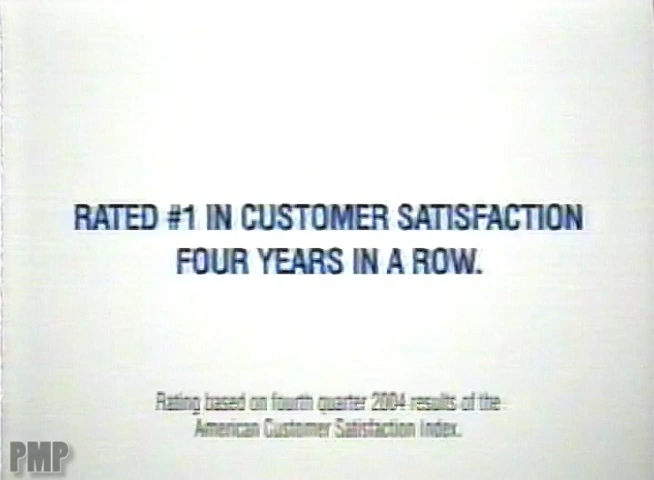 RATED #1 IN CUSTOMER SATISFACTION
FOUR YEARS IN A ROW.
Rating based on fourth quarter 2004 results of the
American Customer Satisfaction Index.
PMP